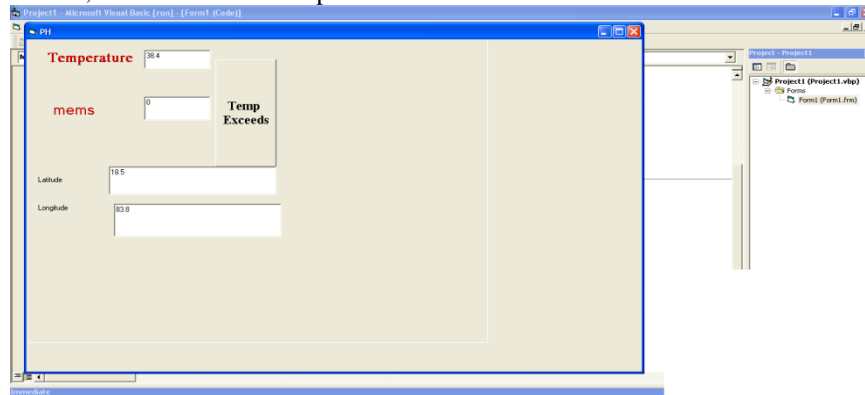 Project1 - Microsoft Visual Basic [run] - [Form1 (Code)]
PH
Temperature
38.4
mems
0
Temp
Exceeds
Latitude
18.5
Longitude
83.8
Project - Project1
Project1 (Project1.vbp)
Forms
Form1 (Form1.frm)
Immediate